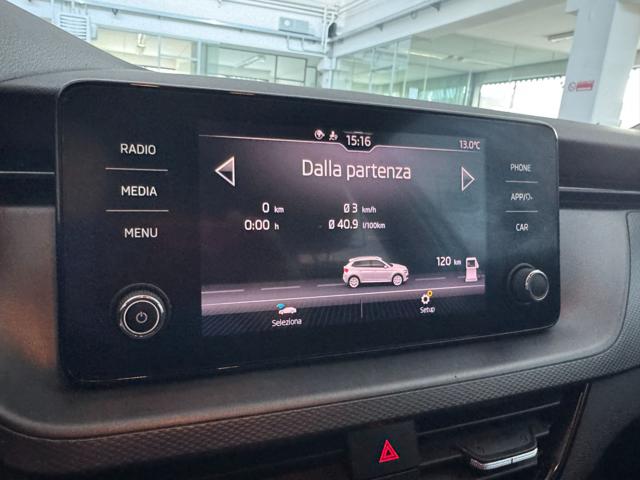 15:16
13.0°C
Dalla partenza
0 km
Ø 3 km/h
0:00 h
Ø 40.9 l/100km
120 km
Seleziona
Setup
RADIO
MEDIA
MENU
PHONE
APP/
CAR